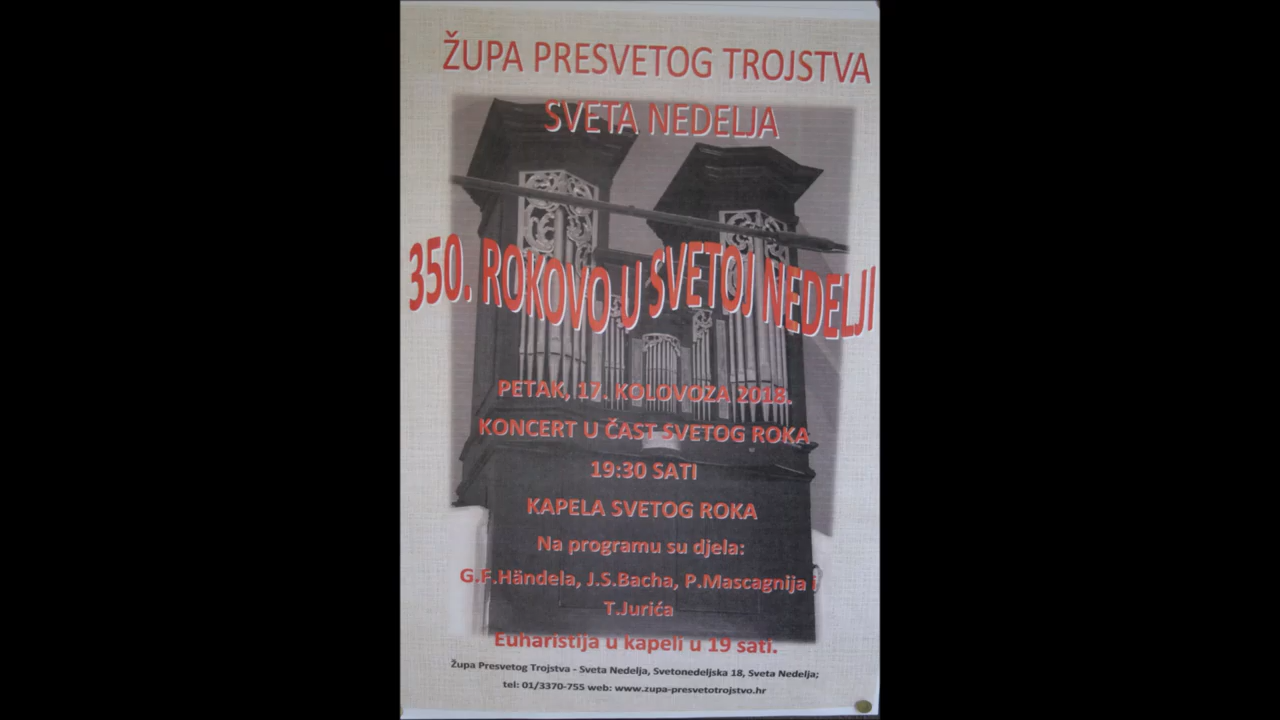 ŽUPA PRESVETOG TROJSTVA
SVETA NEDELJA
350. ROKOVO U SVETOJ NEDELJI
PETAK, 17. KOLOVOZA 2018.
KONCERT U ČAST SVETOG ROKA
19:30 SATI
KAPELA SVETOG ROKA
Na programu su djela:
G.F.Händela, J.S.Bacha, P.Mascagnija i
T.Jurića
Euharistija u kapeli u 19 sati.
Župa Presvetog Trojstva - Sveta Nedelja, Svetonedeljska 18, Sveta Nedelja;
tel: 01/3370-755 web: www.zupa-presvetotrojstvo.hr